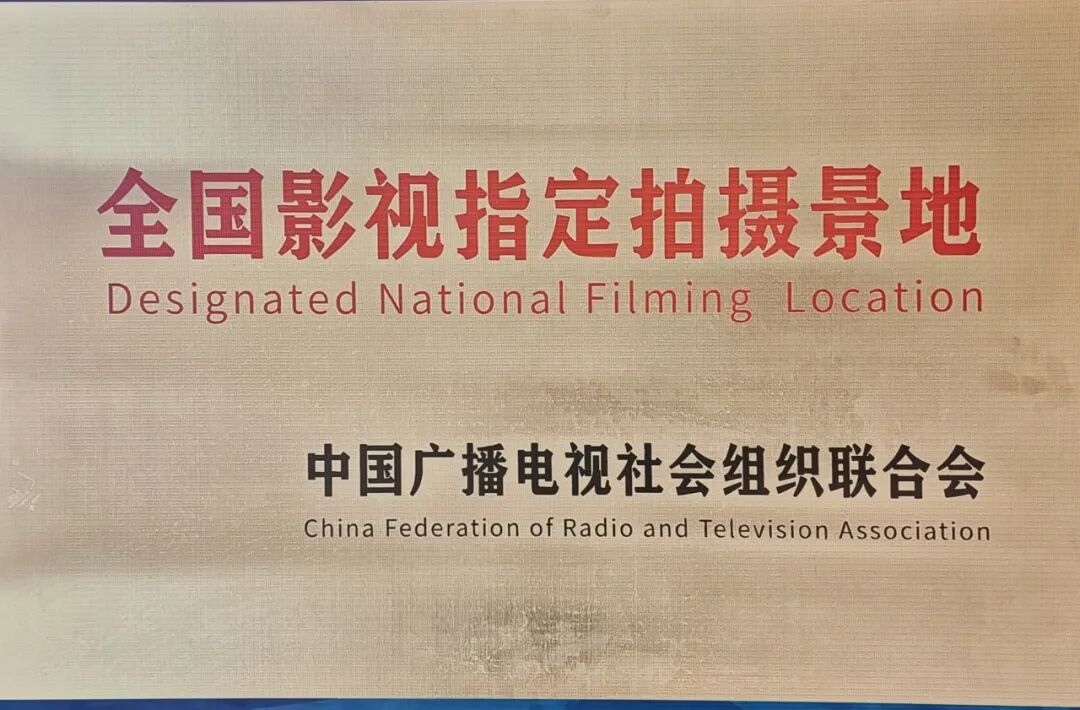 全国影视指定拍摄景地
Designated National Filming Location
中国广播电视社会组织联合会
China Federation of Radio and Television Association